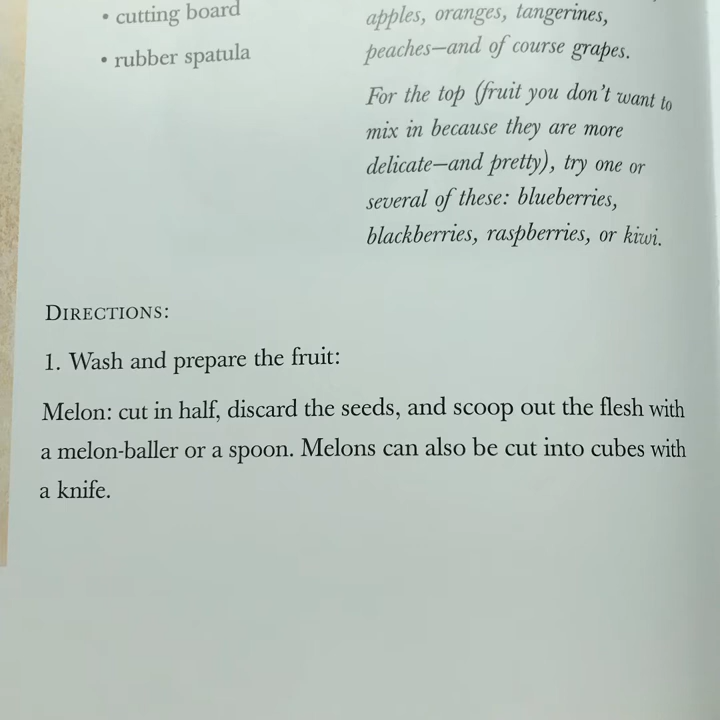 • cutting board
• rubber spatula
apples, oranges, tangerines,
peaches—and of course grapes.
For the top (fruit you don't want to
mix in because they are more
delicate—and pretty), try one or
several of these: blueberries,
blackberries, raspberries, or kiwi.
DIRECTIONS:
1. Wash and prepare the fruit:
Melon: cut in half, discard the seeds, and scoop out the flesh with
a melon-baller or a spoon. Melons can also be cut into cubes with
a knife.